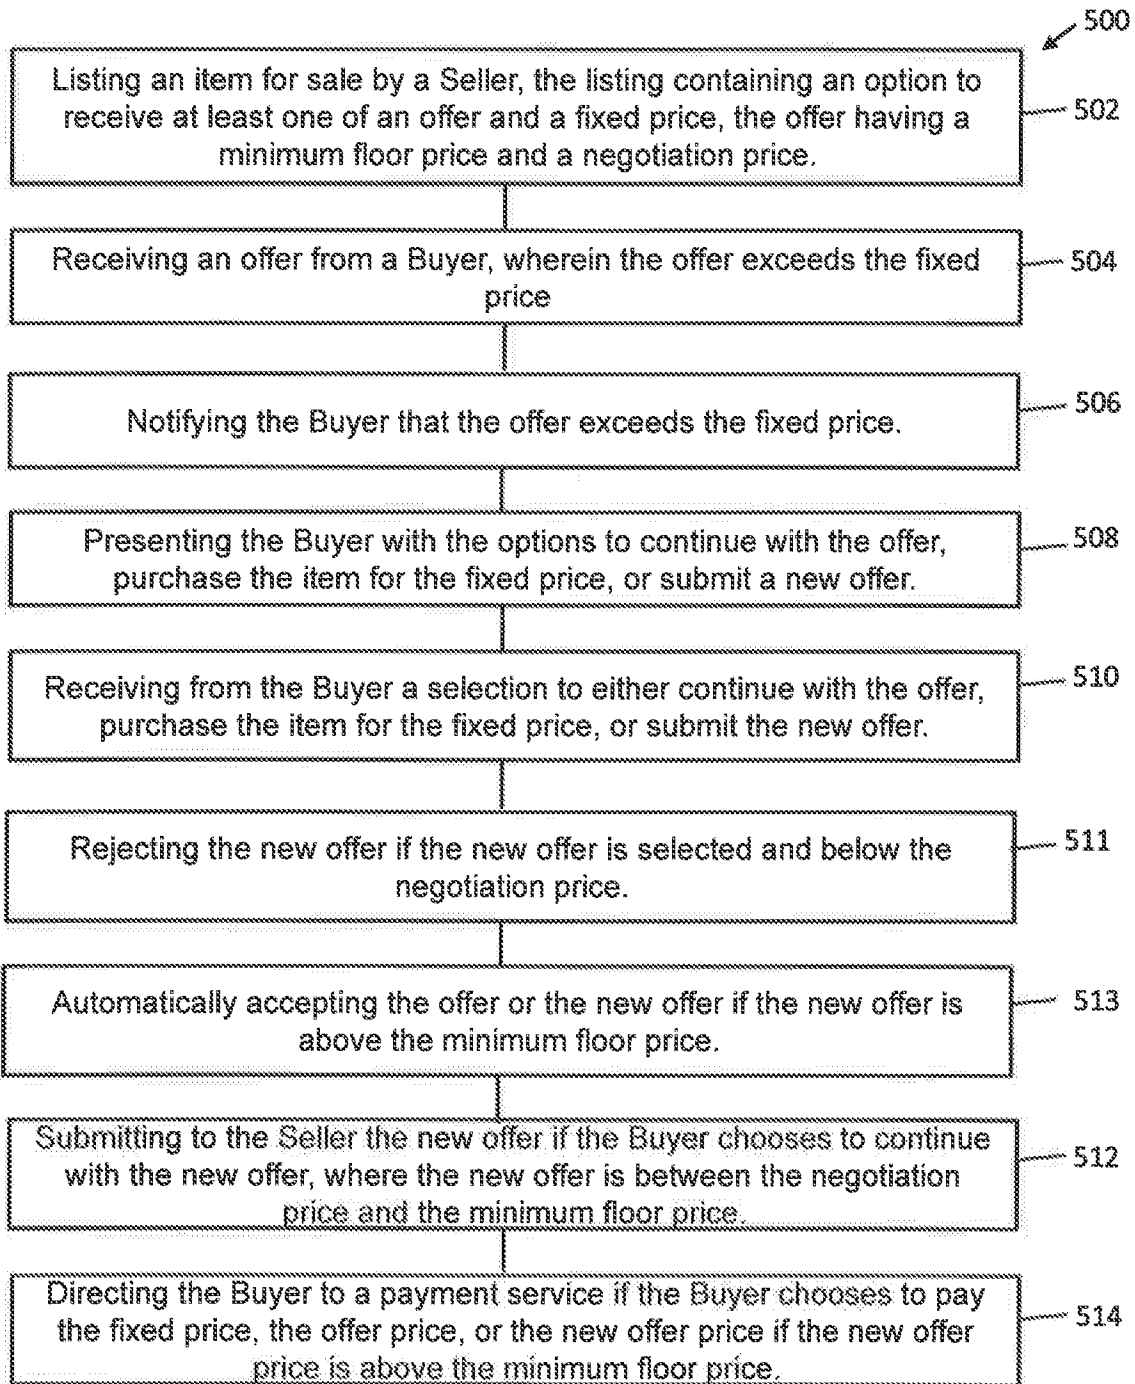 500
Listing an item for sale by a Seller, the listing containing an option to
receive at least one of an offer and a fixed price, the offer having a
minimum floor price and a negotiation price.
502
Receiving an offer from a Buyer, wherein the offer exceeds the fixed
price
504
Notifying the Buyer that the offer exceeds the fixed price.
506
Presenting the Buyer with the options to continue with the offer,
purchase the item for the fixed price, or submit a new offer.
508
Receiving from the Buyer a selection to either continue with the offer,
purchase the item for the fixed price, or submit the new offer.
510
Rejecting the new offer if the new offer is selected and below the
negotiation price.
511
Automatically accepting the offer or the new offer if the new offer is
above the minimum floor price.
513
Submitting to the Seller the new offer if the Buyer chooses to continue
with the new offer, where the new offer is between the negotiation
price and the minimum floor price.
512
Directing the Buyer to a payment service if the Buyer chooses to pay
the fixed price, the offer price, or the new offer price if the new offer
price is above the minimum floor price.
514